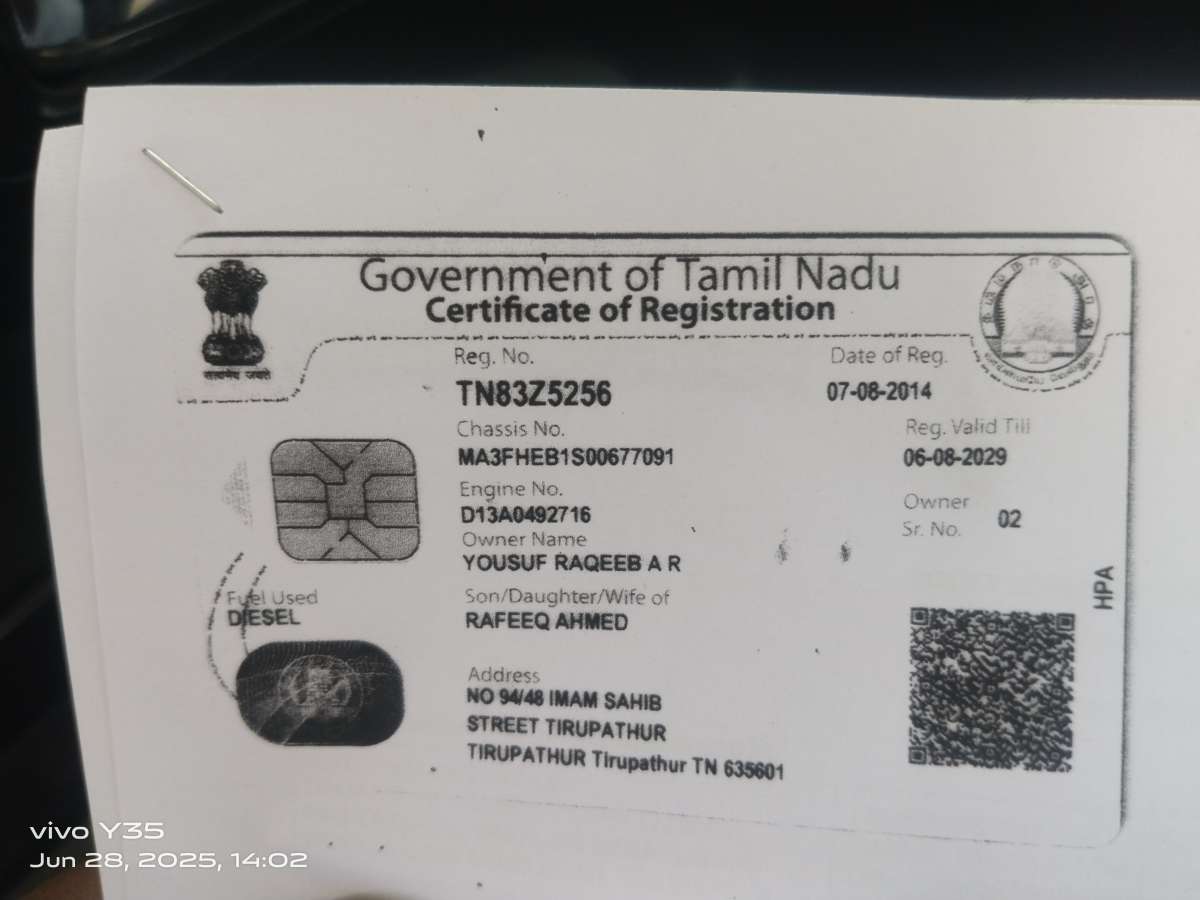 Government of Tamil Nadu
Certificate of Registration
सत्यमेव जयते
Reg. No.
Date of Reg.
TN83Z5256
07-08-2014
Chassis No.
Reg. Valid Till
MA3FHEB1S00677091
06-08-2029
Engine No.
Owner
D13A0492716
Sr. No. 02
Owner Name
YOUSUF RAQEEB A R
HPA
Fuel Used
Son/Daughter/Wife of
DIESEL
RAFEEQ AHMED
Address
NO 94/48 IMAM SAHIB
STREET TIRUPATHUR
TIRUPATHUR Tirupathur TN 635601
vivo Y35
Jun 28, 2025, 14:02